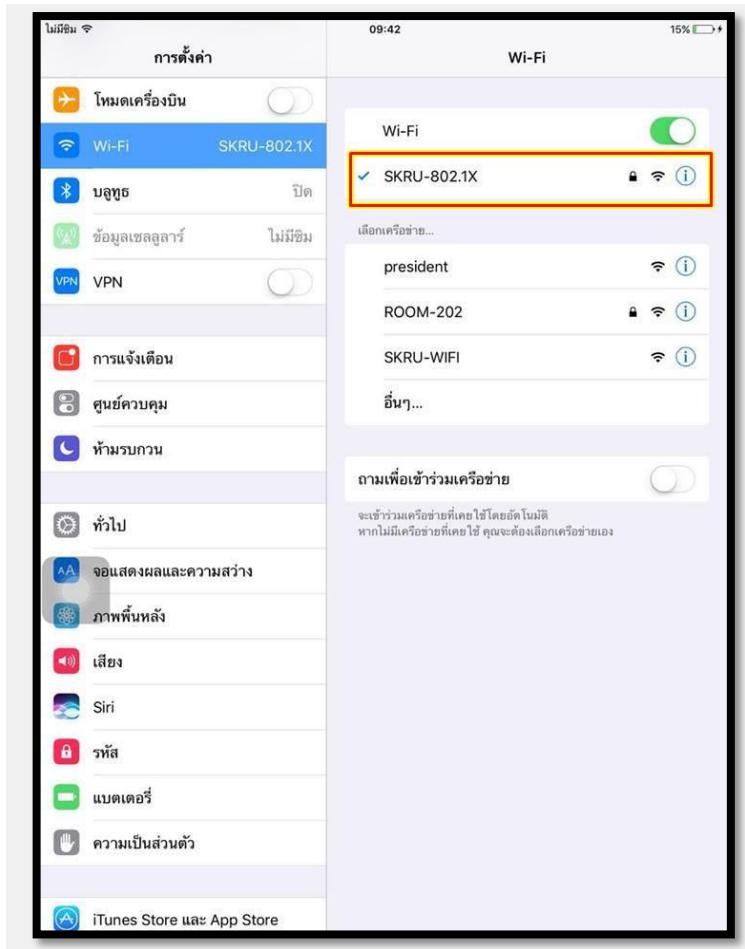 ไม่มีซิม
09:42
15%
การตั้งค่า
Wi-Fi
โหมดเครื่องบิน
Wi-Fi SKRU-802.1X
บลูทูธ ปิด
ข้อมูลเซลลูลาร์ ไม่มีซิม
VPN VPN
การแจ้งเตือน
ศูนย์ควบคุม
ห้ามรบกวน
ทั่วไป
AA จอแสดงผลและความสว่าง
ภาพพื้นหลัง
เสียง
Siri
รหัส
แบตเตอรี่
ความเป็นส่วนตัว
iTunes Store และ App Store
Wi-Fi
SKRU-802.1X
เลือกเครือข่าย...
president
ROOM-202
SKRU-WIFI
อื่นๆ...
ถามเพื่อเข้าร่วมเครือข่าย
จะเข้าร่วมเครือข่ายที่เคยใช้โดยอัตโนมัติ
หากไม่มีเครือข่ายที่เคยใช้ คุณจะต้องเลือกเครือข่ายเอง